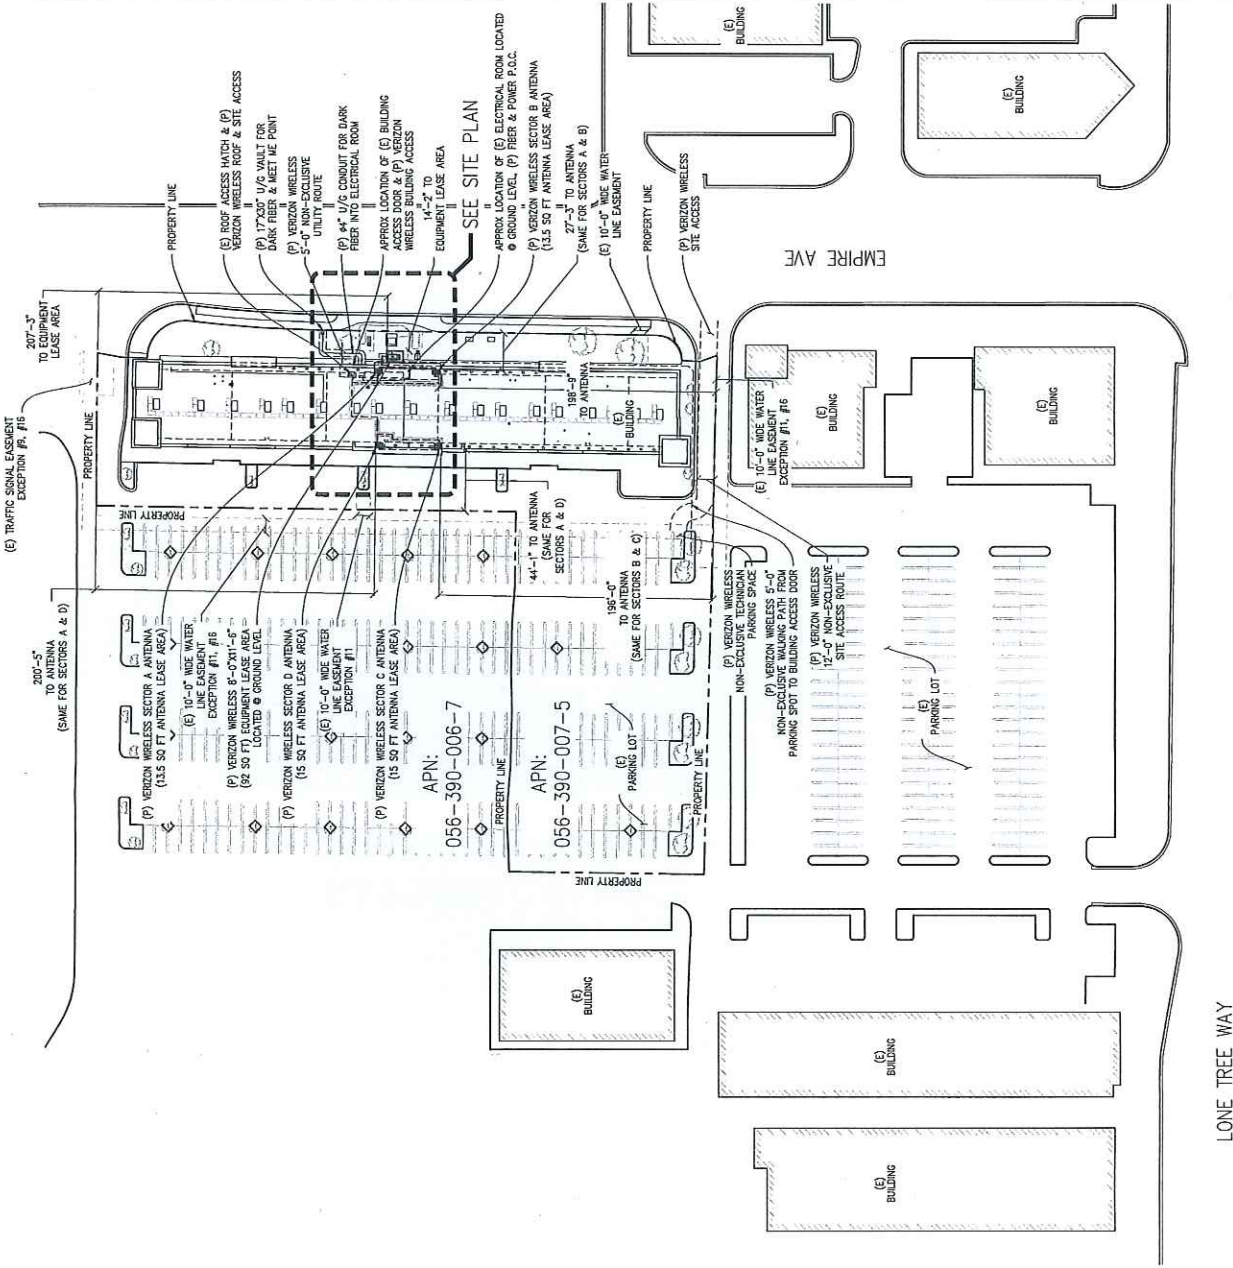 (E) TRAFFIC SIGNAL EASEMENT
EXCEPTION #9, #15
207'-3"
TO EQUIPMENT
LEASE AREA
PROPERTY LINE
PROPERTY LINE
200'-5"
TO ANTENNA
(SAME FOR SECTORS A & D)
PROPERTY LINE
(E) ROOF ACCESS HATCH & (P)
VERIZON WIRELESS ROOF & SITE ACCESS
(P) 17"X30" U/G VAULT FOR
DARK FIBER & MEET ME POINT
(P) VERIZON WIRELESS
5'-0" NON-EXCLUSIVE
UTILITY ROUTE
(P) ø4" U/G CONDUIT FOR DARK
FIBER INTO ELECTRICAL ROOM
APPROX LOCATION OF (E) BUILDING
ACCESS DOOR & (P) VERIZON
WIRELESS BUILDING ACCESS
14'-2" TO
EQUIPMENT LEASE AREA
SEE SITE PLAN
APPROX LOCATION OF (E) ELECTRICAL ROOM LOCATED
@ GROUND LEVEL, (P) FIBER & POWER P.O.C.
(P) VERIZON WIRELESS SECTOR B ANTENNA
(13.5 SQ FT ANTENNA LEASE AREA)
27'-3" TO ANTENNA
(SAME FOR SECTORS A & B)
(E) 10'-0" WIDE WATER
LINE EASEMENT
PROPERTY LINE
(P) VERIZON WIRELESS
SITE ACCESS
EMPIRE AVE
198'-9"
TO ANTENNA
(E)
BUILDING
(P) VERIZON WIRELESS SECTOR A ANTENNA
(13.5 SQ FT ANTENNA LEASE AREA)
(E) 10'-0" WIDE WATER
LINE EASEMENT
EXCEPTION #11, #16
(P) VERIZON WIRELESS 8'-0"X11'-6"
(92 SQ FT) EQUIPMENT LEASE AREA
LOCATED @ GROUND LEVEL
(P) VERIZON WIRELESS SECTOR D ANTENNA
(15 SQ FT ANTENNA LEASE AREA)
(E) 10'-0" WIDE WATER
LINE EASEMENT
EXCEPTION #11
(P) VERIZON WIRELESS SECTOR C ANTENNA
(15 SQ FT ANTENNA LEASE AREA)
APN:
056-390-006-7
PROPERTY LINE
APN:
056-390-007-5
(E)
PARKING LOT
PROPERTY LINE
PROPERTY LINE
44'-1" TO ANTENNA
(SAME FOR
SECTORS A & D)
196'-0"
TO ANTENNA
(SAME FOR SECTORS B & C)
(P) VERIZON WIRELESS
NON-EXCLUSIVE TECHNICIAN
PARKING SPACE
(P) VERIZON WIRELESS 5'-0"
NON-EXCLUSIVE WALKING PATH FROM
PARKING SPOT TO BUILDING ACCESS DOOR
(P) VERIZON WIRELESS
12'-0" NON-EXCLUSIVE
SITE ACCESS ROUTE
(E) 10'-0" WIDE WATER
LINE EASEMENT
EXCEPTION #11, #16
(E)
PARKING LOT
(E)
BUILDING
(E)
BUILDING
(E)
BUILDING
(E)
BUILDING
(E)
BUILDING
(E)
BUILDING
(E)
BUILDING
LONE TREE WAY